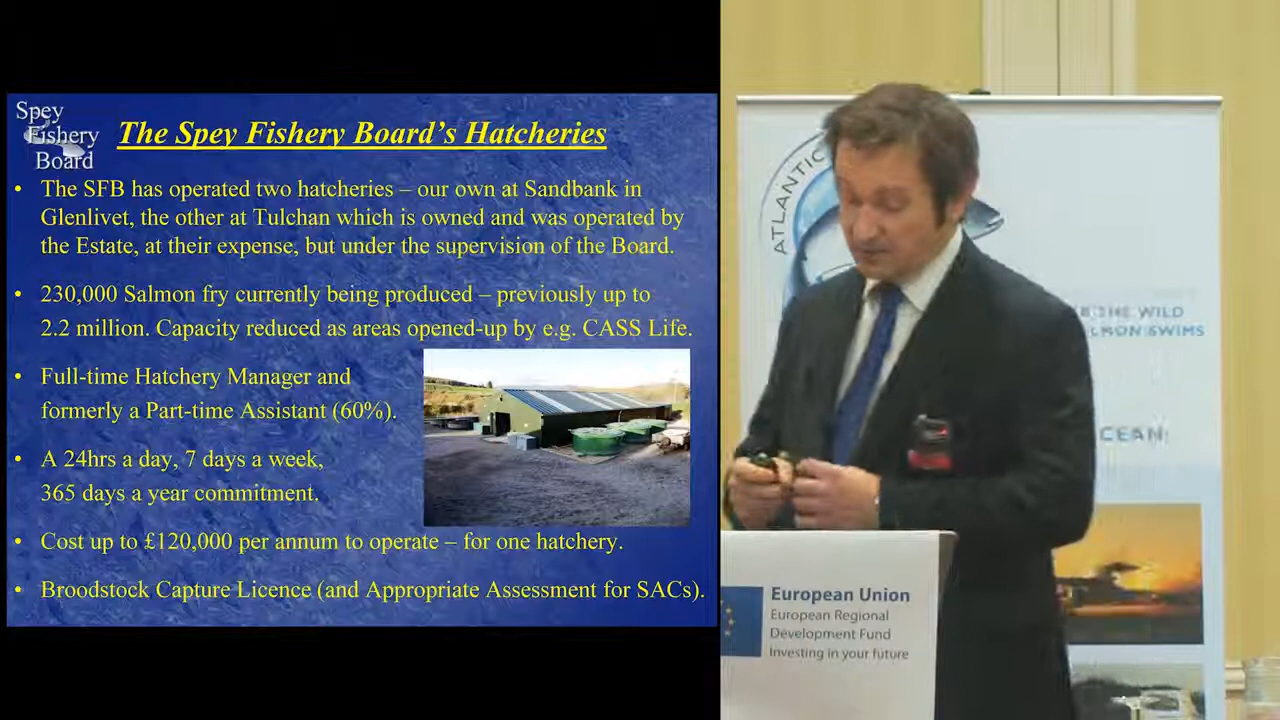 Spey
Fishery
Board
The Spey Fishery Board's Hatcheries
• The SFB has operated two hatcheries – our own at Sandbank in
Glenlivet, the other at Tulchan which is owned and was operated by
the Estate, at their expense, but under the supervision of the Board.
• 230,000 Salmon fry currently being produced – previously up to
2.2 million. Capacity reduced as areas opened-up by e.g. CASS Life.
• Full-time Hatchery Manager and
formerly a Part-time Assistant (60%).
• A 24hrs a day, 7 days a week,
365 days a year commitment.
• Cost up to £120,000 per annum to operate – for one hatchery.
• Broodstock Capture Licence (and Appropriate Assessment for SACs).
ATLANTIC
THE WILD
SWIMS
European Union
European Regional
Development Fund
Investing in your future